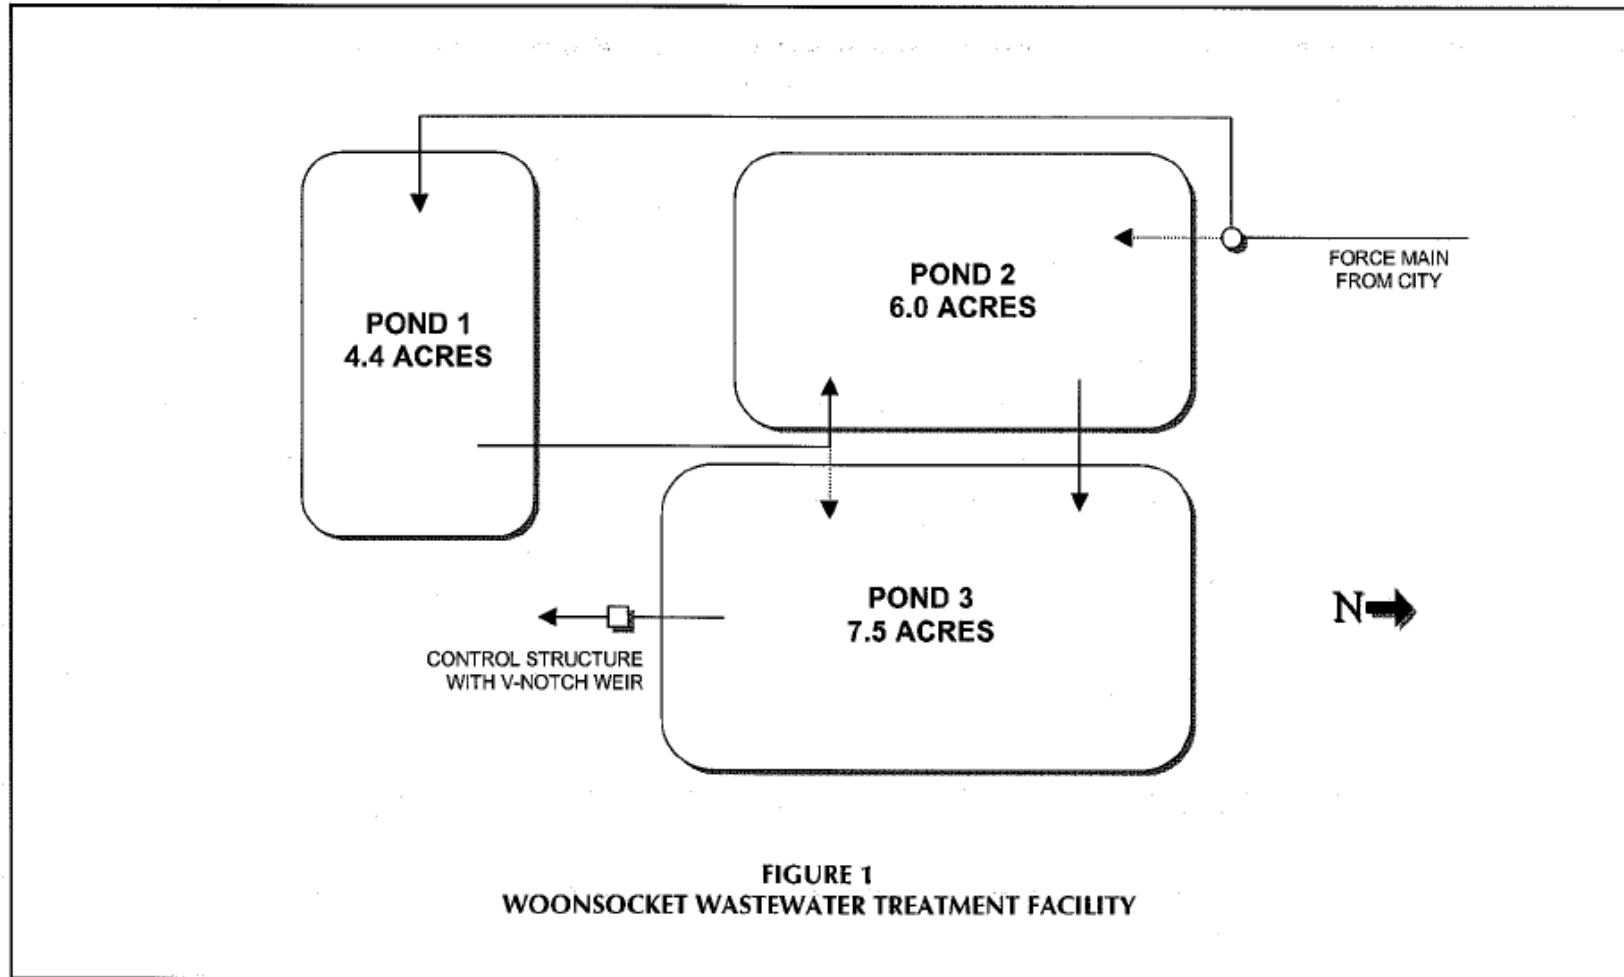 FORCE MAIN
FROM CITY
POND 2
6.0 ACRES
POND 1
4.4 ACRES
POND 3
7.5 ACRES
N
CONTROL STRUCTURE
WITH V-NOTCH WEIR
FIGURE 1
WOONSOCKET WASTEWATER TREATMENT FACILITY